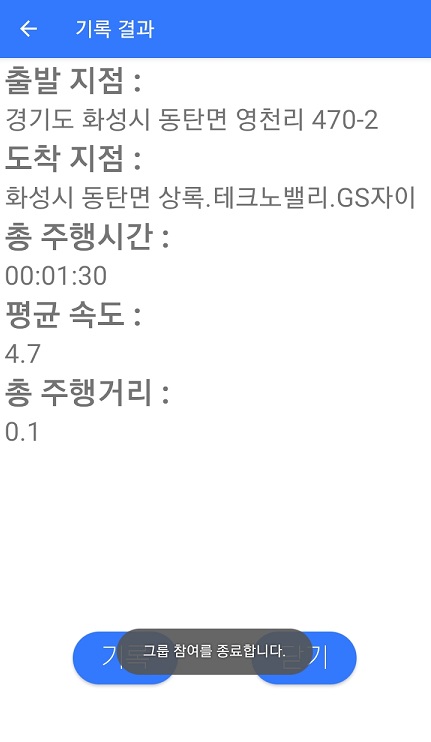 기록 결과
출발 지점 :
경기도 화성시 동탄면 영천리 470-2
도착 지점 :
화성시 동탄면 상록.테크노밸리.GS자이
총 주행시간 :
00:01:30
평균 속도 :
4.7
총 주행거리 :
0.1
기록 닫기
그룹 참여를 종료합니다.